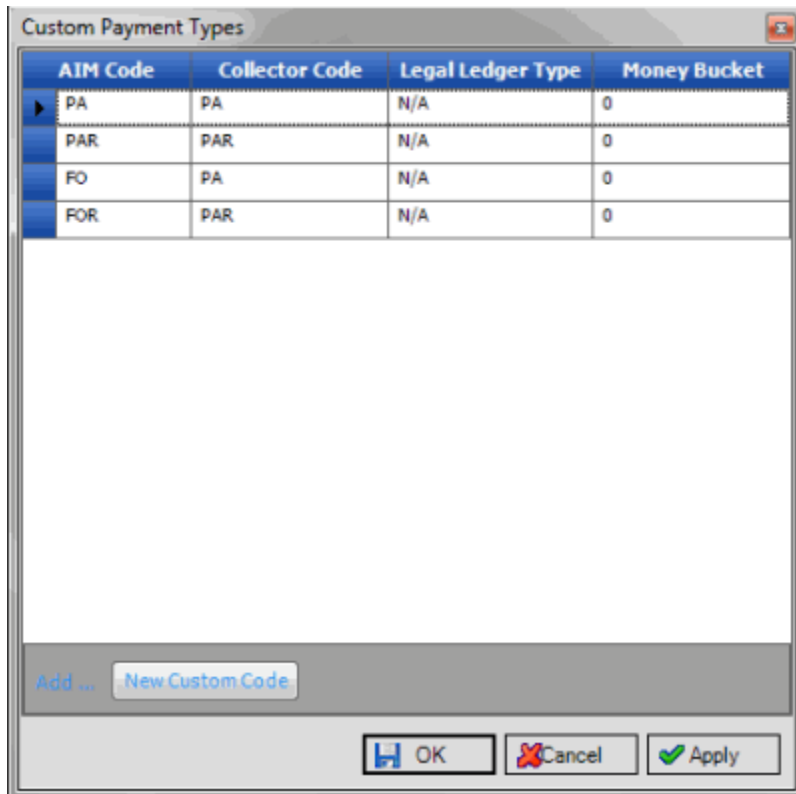 Custom Payment Types
AIM Code Collector Code Legal Ledger Type Money Bucket
PA PA N/A 0
PAR PAR N/A 0
FO PA N/A 0
FOR PAR N/A 0
Add ... New Custom Code
OK Cancel Apply